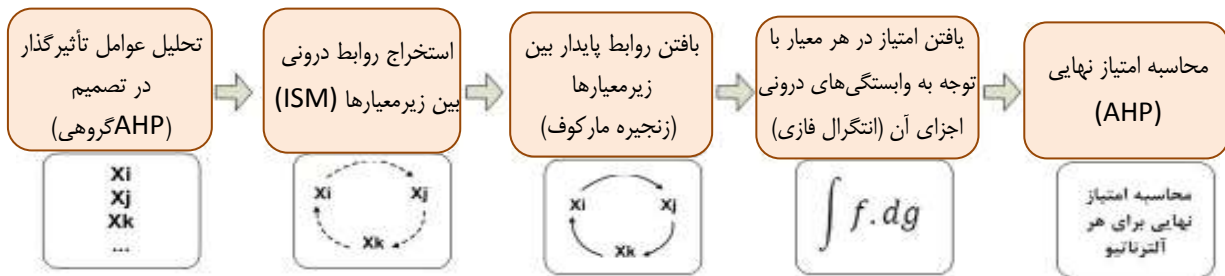 تحلیل عوامل تأثیرگذار
در تصمیم
(AHPگروهی)
استخراج روابط درونی
بین زیرمعیارها (ISM)
بافتن روابط پایدار بین
زیرمعیارها
(زنجیره مارکوف)
یافتن امتیاز در هر معیار با
توجه به وابستگی‌های درونی
اجزای آن (انتگرال فازی)
محاسبه امتیاز نهایی
(AHP)
Xi
Xj
Xk
...
Xi
Xj
Xk
Xi
Xj
Xk
∫ f.dg
محاسبه امتیاز
نهایی برای هر
آلترناتیو